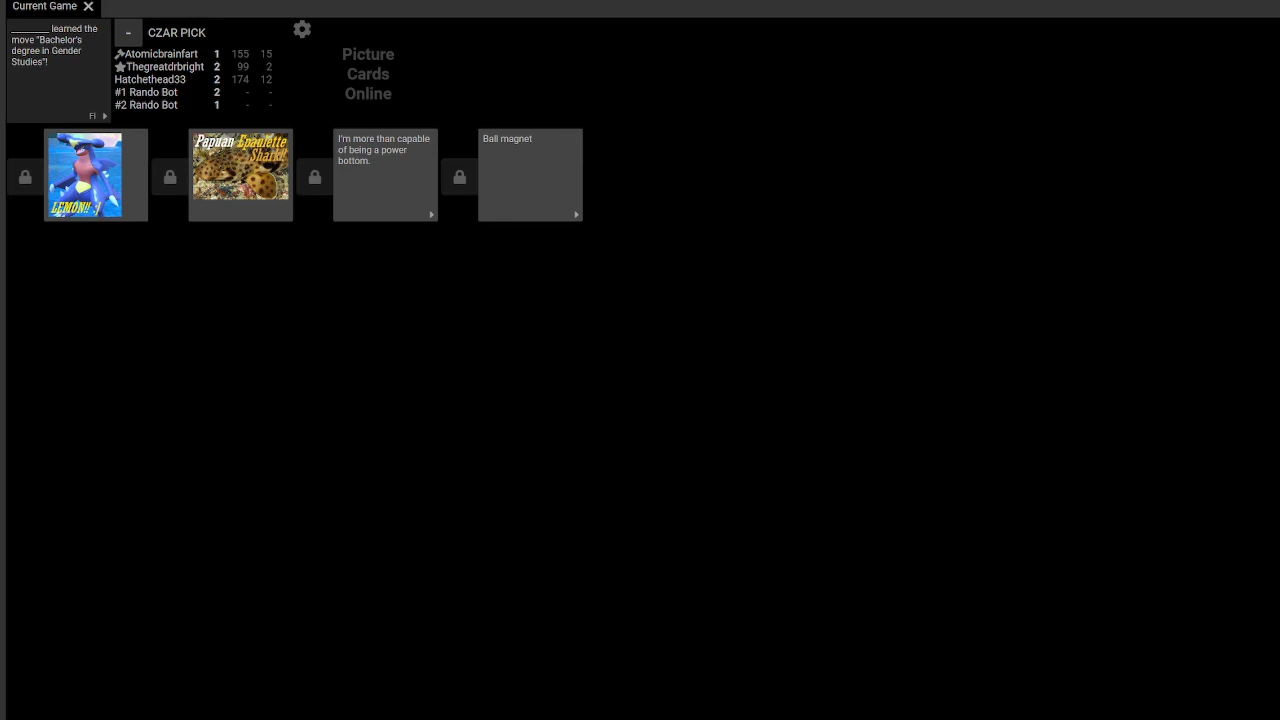 Current Game
________ learned the
move "Bachelor's
degree in Gender
Studies"!
FI
-
CZAR PICK
Atomicbrainfart 1 155 15
Thegreatdrbright 2 99 2
Hatchethead33 2 174 12
#1 Rando Bot 2 - -
#2 Rando Bot 1 - -
Picture
Cards
Online
LEMON!! :(
Papuan Epaulette
Shark!!
I'm more than capable
of being a power
bottom.
Ball magnet